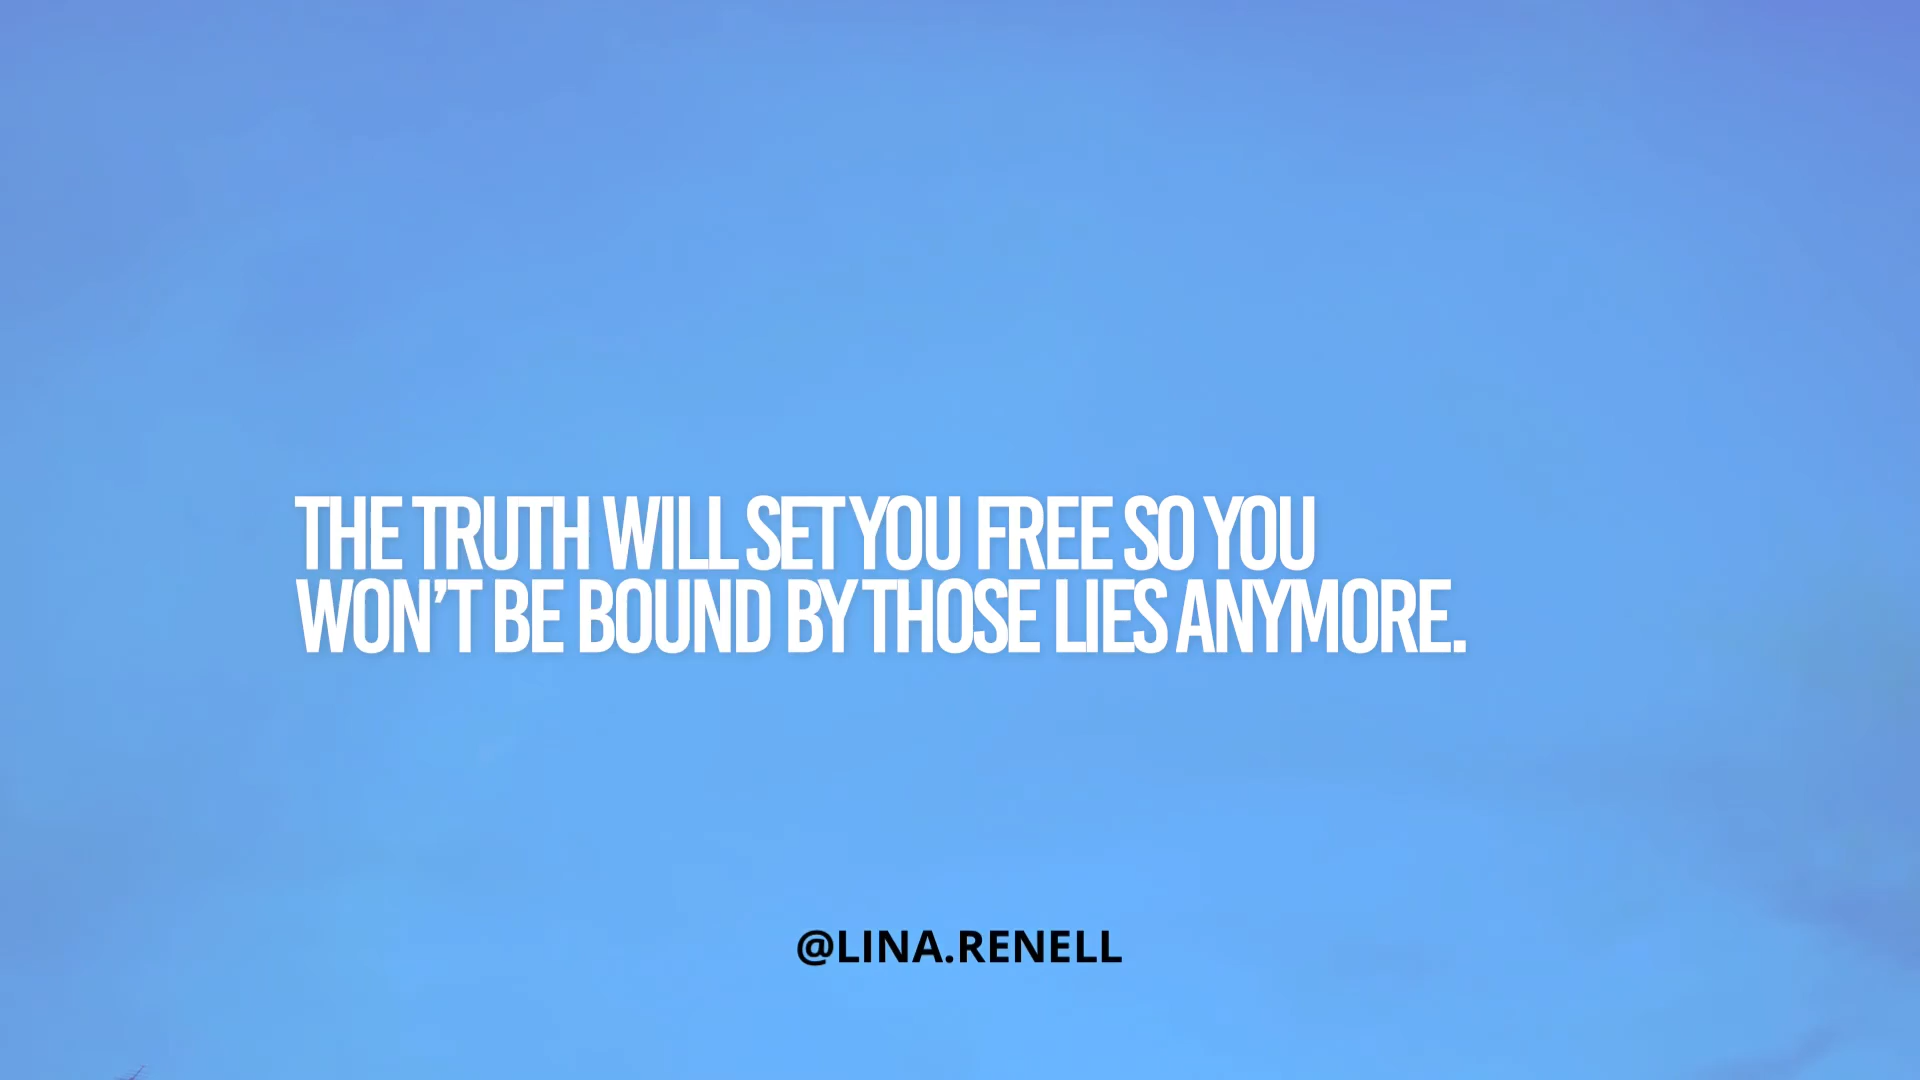 THE TRUTH WILL SET YOU FREE SO YOU
WON’T BE BOUND BY THOSE LIES ANYMORE.
@LINA.RENELL